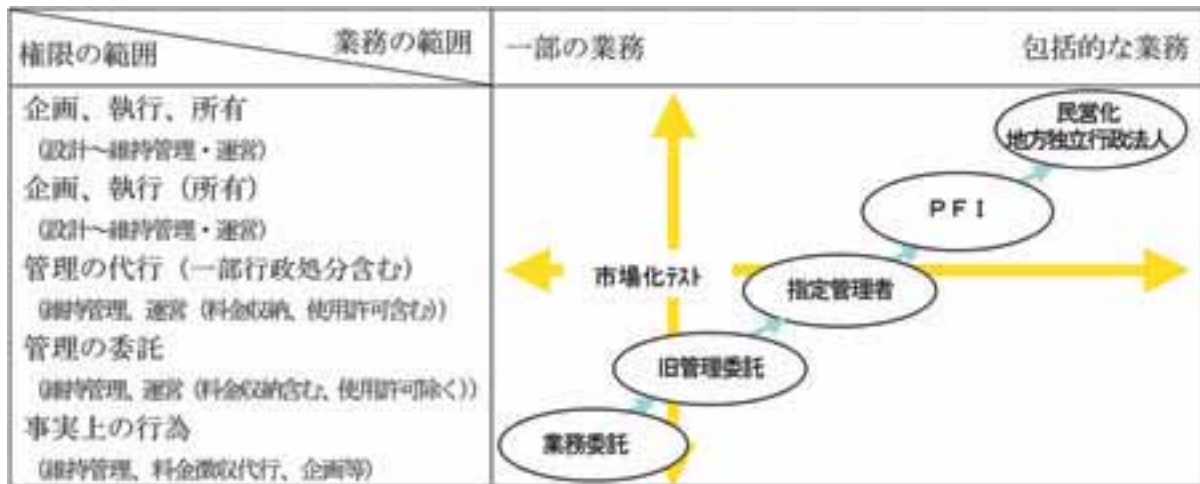 業務の範囲
権限の範囲
一部の業務
包括的な業務
企画、執行、所有
(設計～維持管理・運営)
企画、執行(所有)
(設計～維持管理・運営)
管理の代行(一部行政処分含む)
(維持管理、運営(料金収納、使用許可含む))
管理の委託
(維持管理、運営(料金収納含む、使用許可除く))
事実上の行為
(維持管理、料金徴収代行、企画等)
民営化
地方独立行政法人
ＰＦＩ
市場化テスト
指定管理者
旧管理委託
業務委託